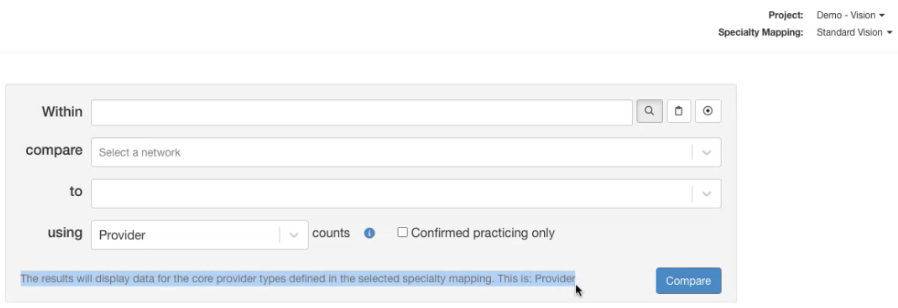 Project: Demo - Vision
Specialty Mapping: Standard Vision
Within
compare Select a network
to
using Provider counts Confirmed practicing only
The results will display data for the core provider types defined in the selected specialty mapping. This is: Provider
Compare